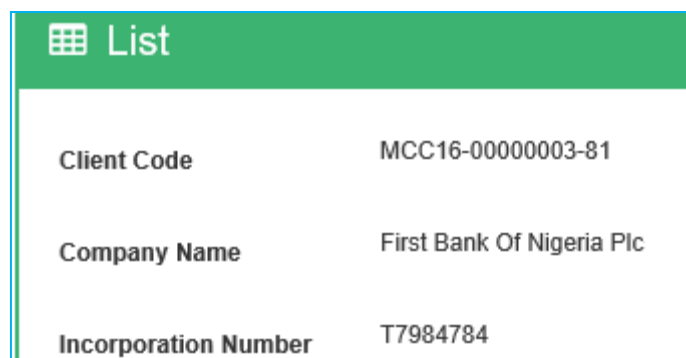 List
Client Code MCC16-00000003-81
Company Name First Bank Of Nigeria Plc
Incorporation Number T7984784